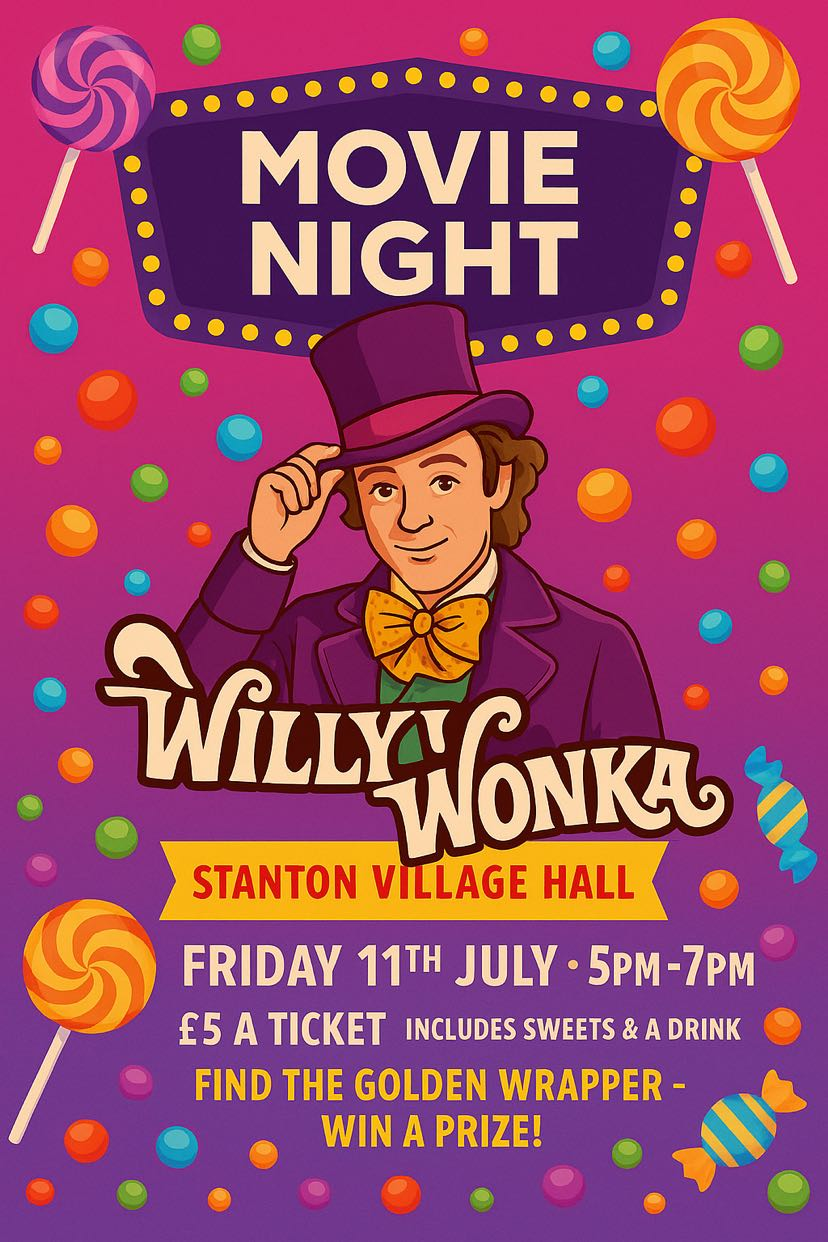 MOVIE
NIGHT
WILLY WONKA
STANTON VILLAGE HALL
FRIDAY 11TH JULY • 5PM-7PM
£5 A TICKET INCLUDES SWEETS & A DRINK
FIND THE GOLDEN WRAPPER -
WIN A PRIZE!